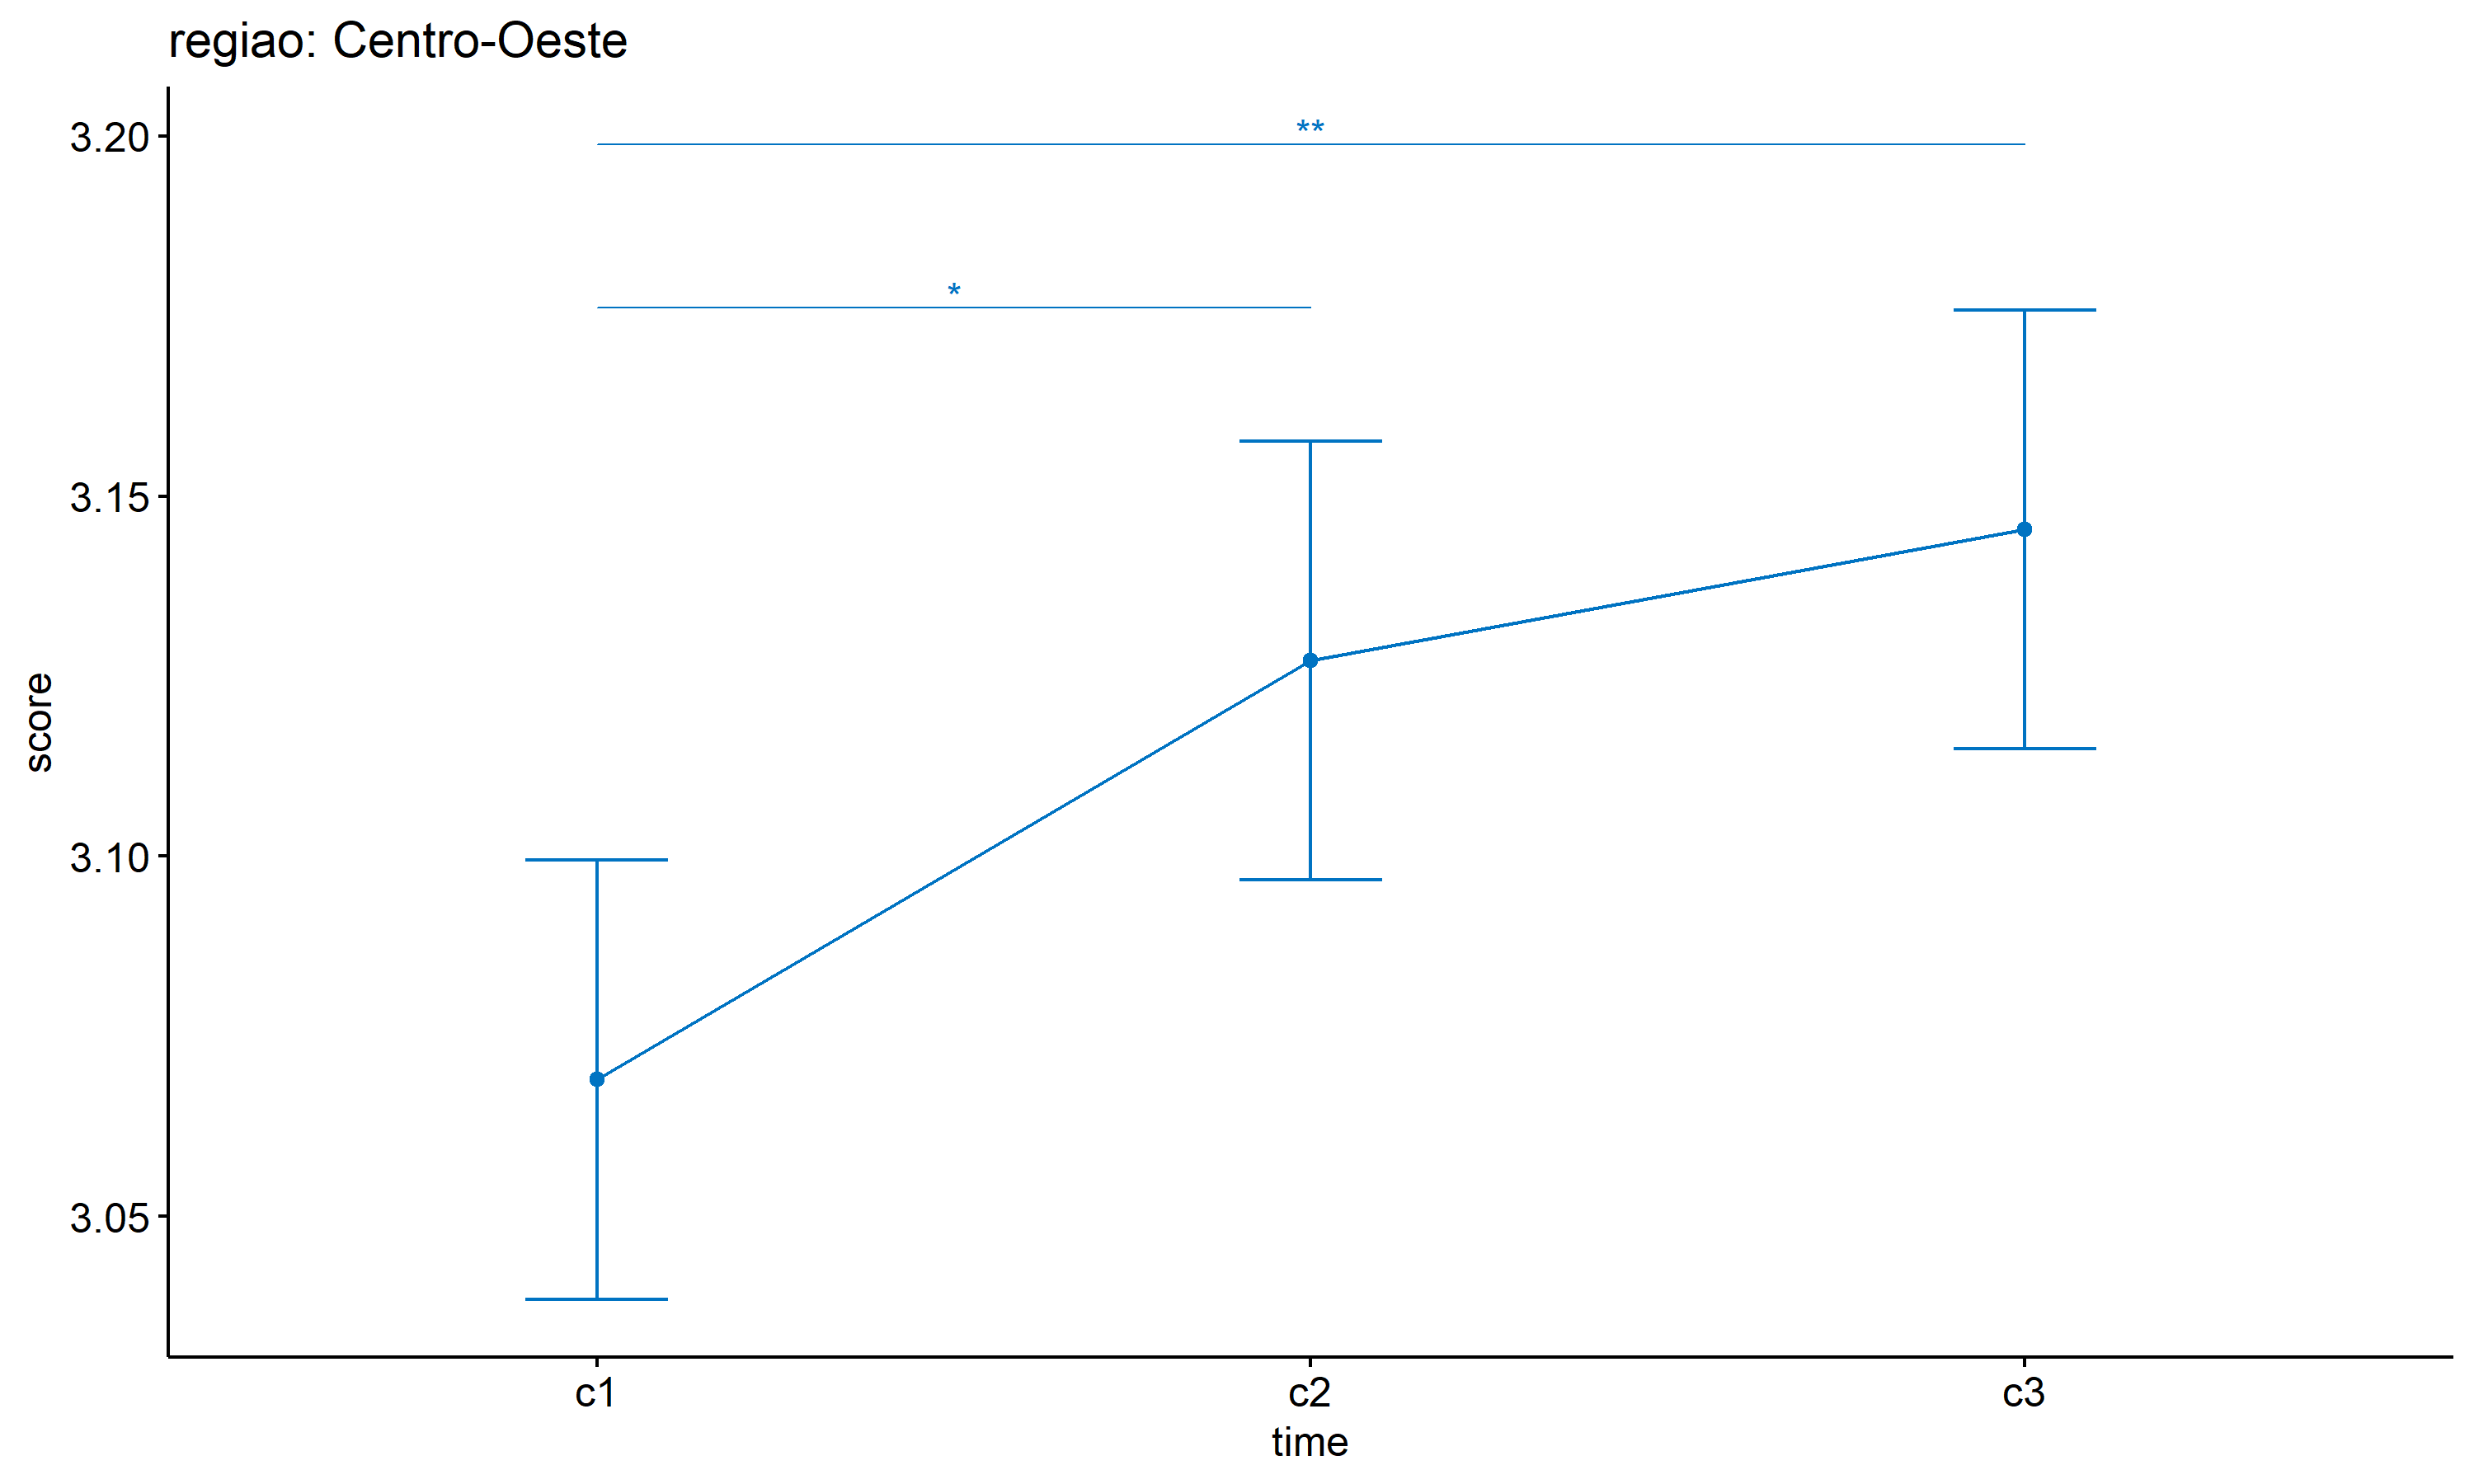 regiao: Centro-Oeste
3.20
3.15
3.10
3.05
score
**
*
c1
c2
c3
time